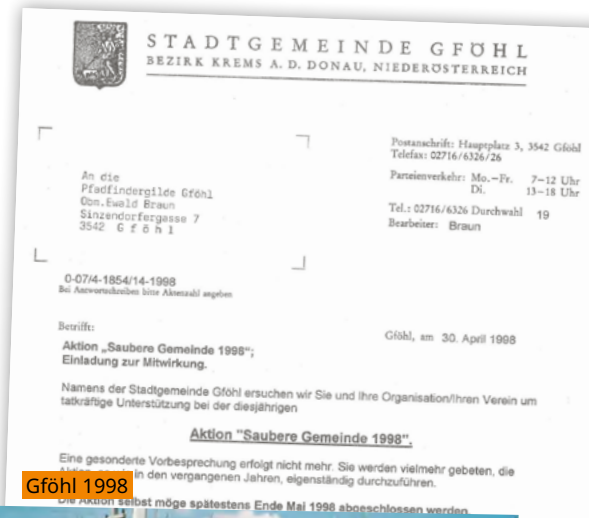 STADTGEMEINDE GFÖHL
BEZIRK KREMS A. D. DONAU, NIEDERÖSTERREICH
Postanschrift: Hauptplatz 3, 3542 Gföhl
Telefax: 02716/6326/26
Parteienverkehr: Mo.–Fr. 7–12 Uhr
Di. 13–18 Uhr
Tel.: 02716/6326 Durchwahl 19
Bearbeiter: Braun
An die
Pfadfindergilde Gföhl
Obm.Ewald Braun
Sinzendorfergasse 7
3542 G f ö h l
0-07/4-1854/14-1998
Bei Antwortschreiben bitte Aktenzahl angeben
Betrifft:
Gföhl, am 30. April 1998
Aktion „Saubere Gemeinde 1998";
Einladung zur Mitwirkung.
Namens der Stadtgemeinde Gföhl ersuchen wir Sie und Ihre Organisation/Ihren Verein um
tatkräftige Unterstützung bei der diesjährigen
Aktion "Saubere Gemeinde 1998".
Eine gesonderte Vorbesprechung erfolgt nicht mehr. Sie werden vielmehr gebeten, die
in den vergangenen Jahren, eigenständig durchzuführen.
Die Aktion selbst möge spätestens Ende Mai 1998 abgeschlossen werden.
Gföhl 1998